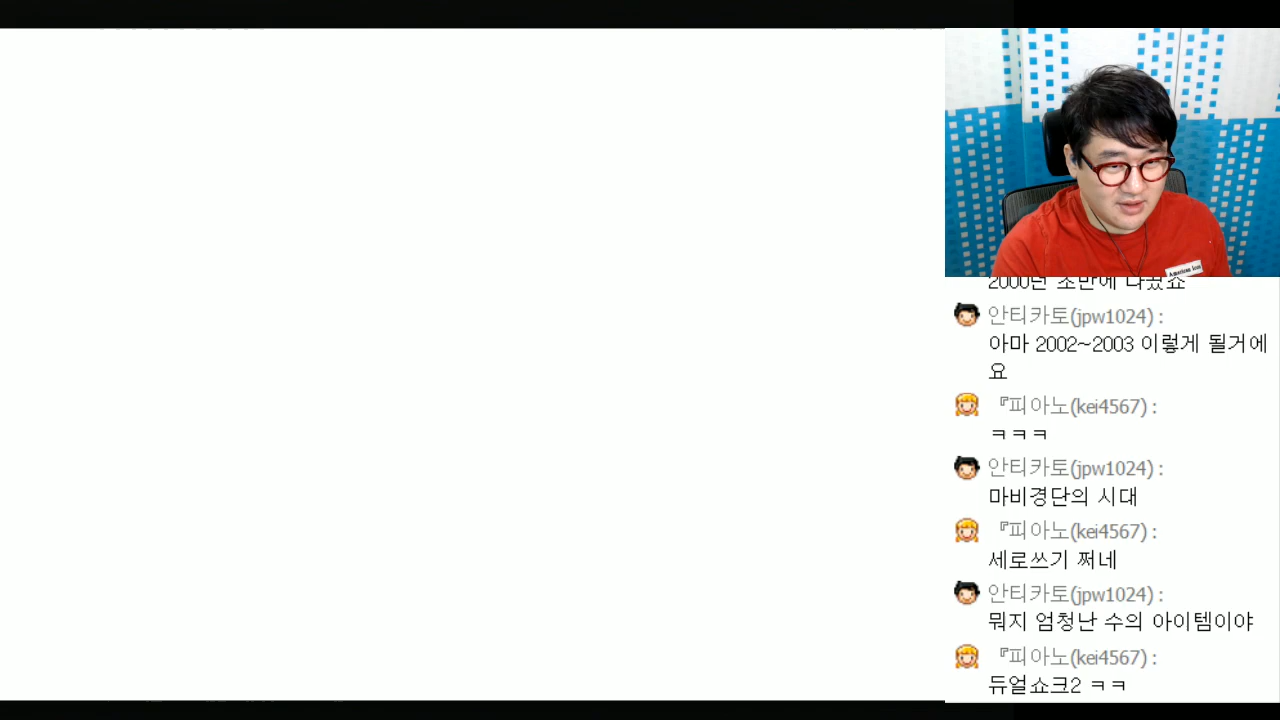 American Icon
안티카토(jpw1024) :
아마 2002~2003 이렇게 될거에
요
『피아노(kei4567) :
ㅋㅋㅋ
안티카토(jpw1024) :
마비경단의 시대
『피아노(kei4567) :
세로쓰기 쩌네
안티카토(jpw1024) :
뭐지 엄청난 수의 아이템이야
『피아노(kei4567) :
듀얼쇼크2 ㅋㅋ